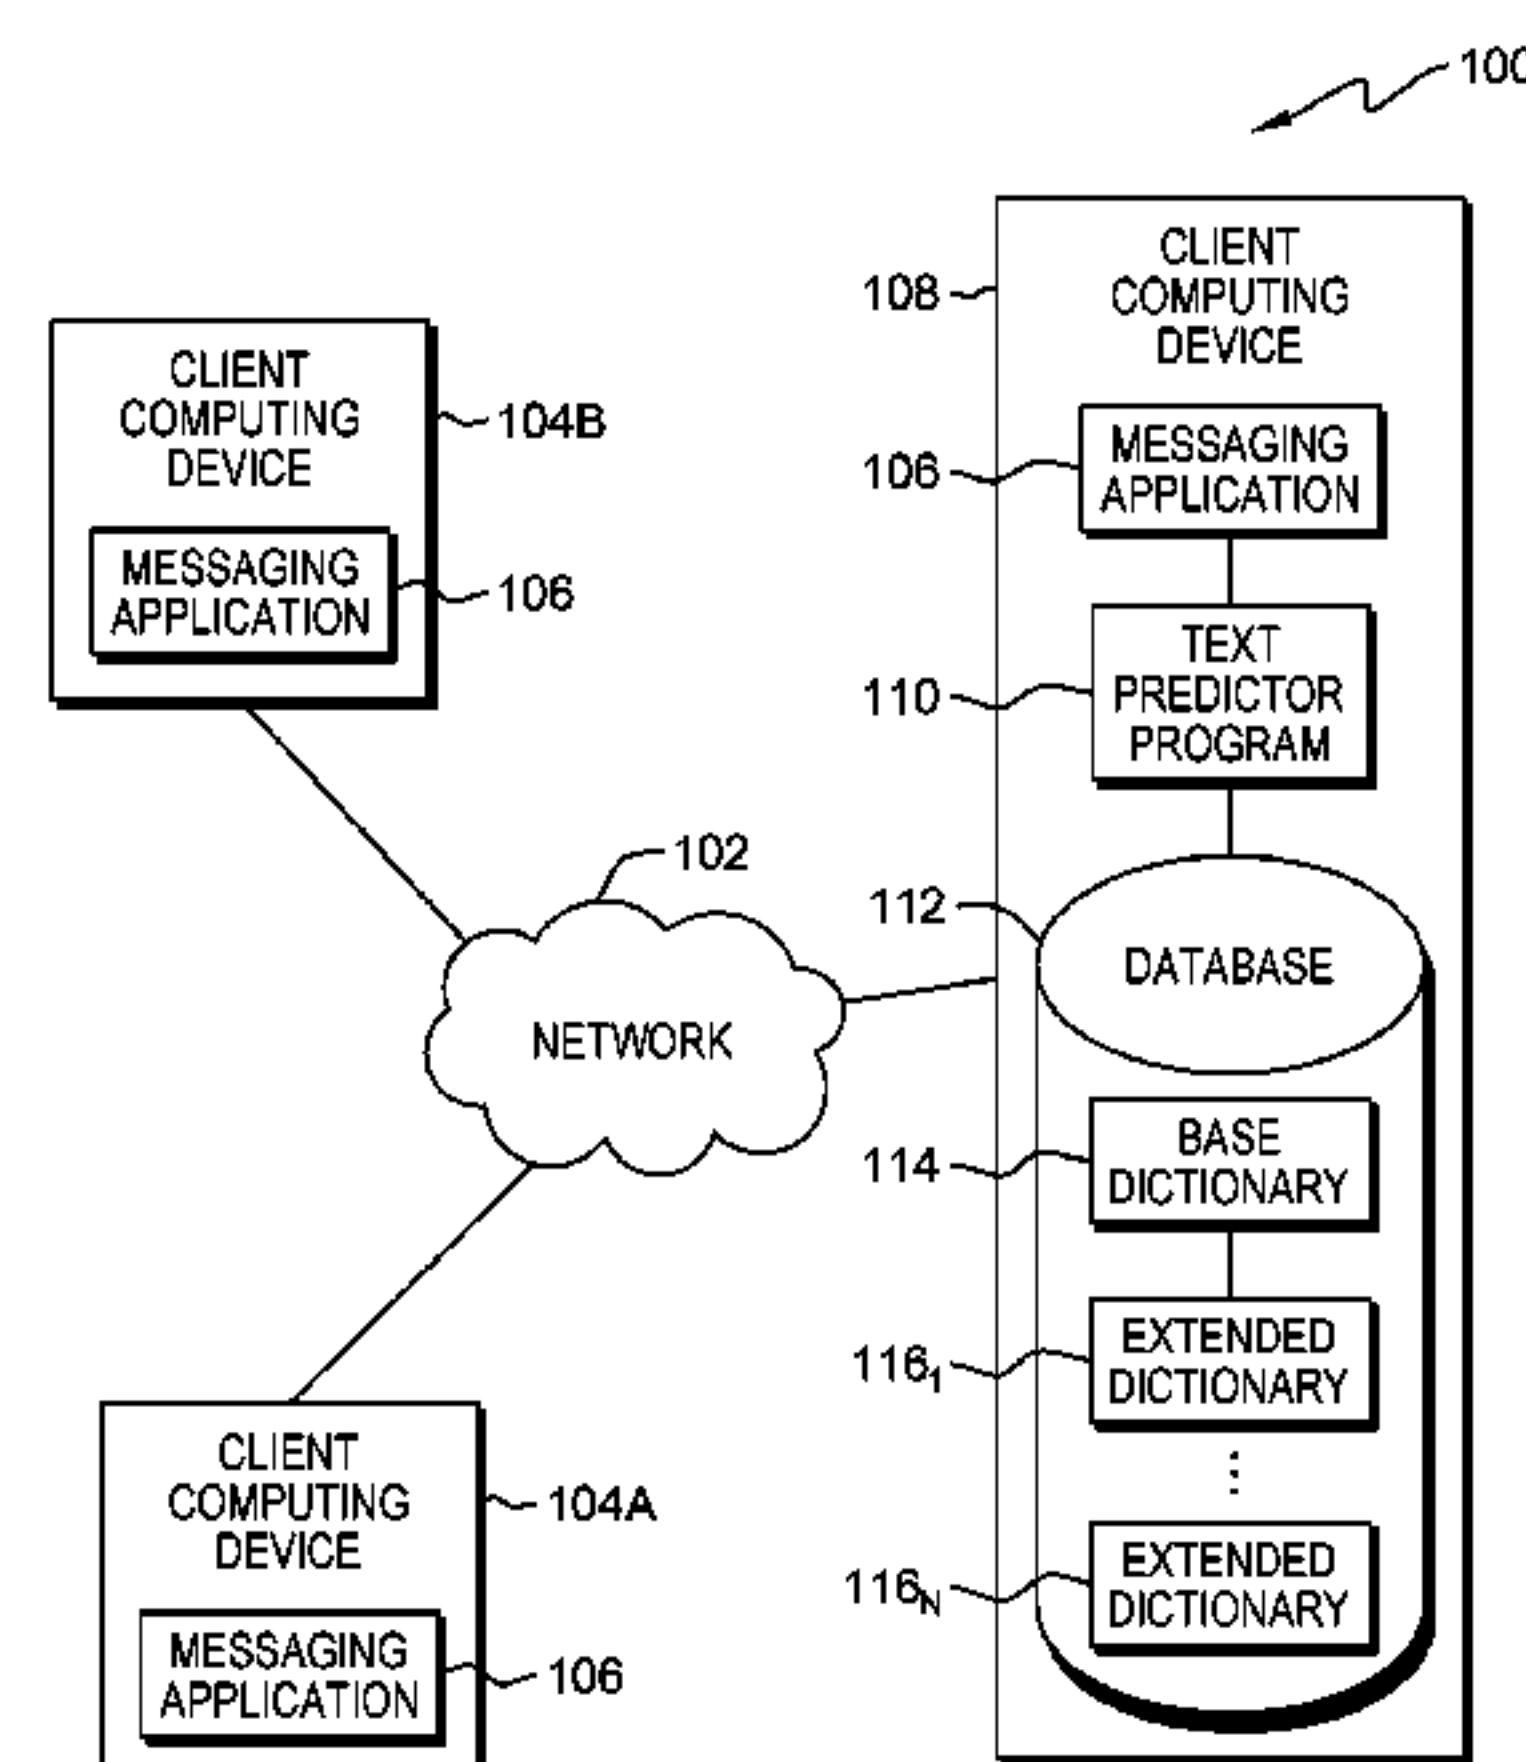 100
CLIENT
COMPUTING
DEVICE
108
MESSAGING
APPLICATION
106
TEXT
PREDICTOR
PROGRAM
110
112
DATABASE
BASE
DICTIONARY
114
EXTENDED
DICTIONARY
116₁
EXTENDED
DICTIONARY
116_N
CLIENT
COMPUTING
DEVICE
104B
MESSAGING
APPLICATION
106
102
NETWORK
CLIENT
COMPUTING
DEVICE
104A
MESSAGING
APPLICATION
106